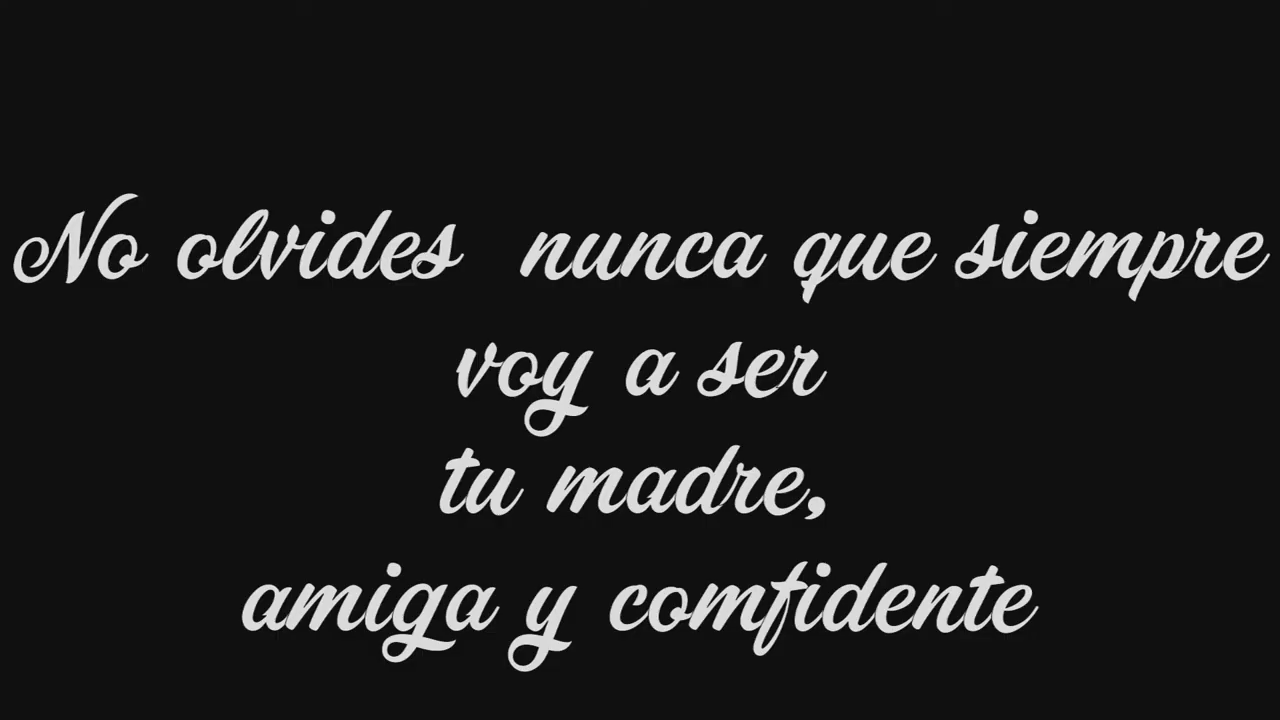 No olvides nunca que siempre
voy a ser
tu madre,
amiga y comfidente